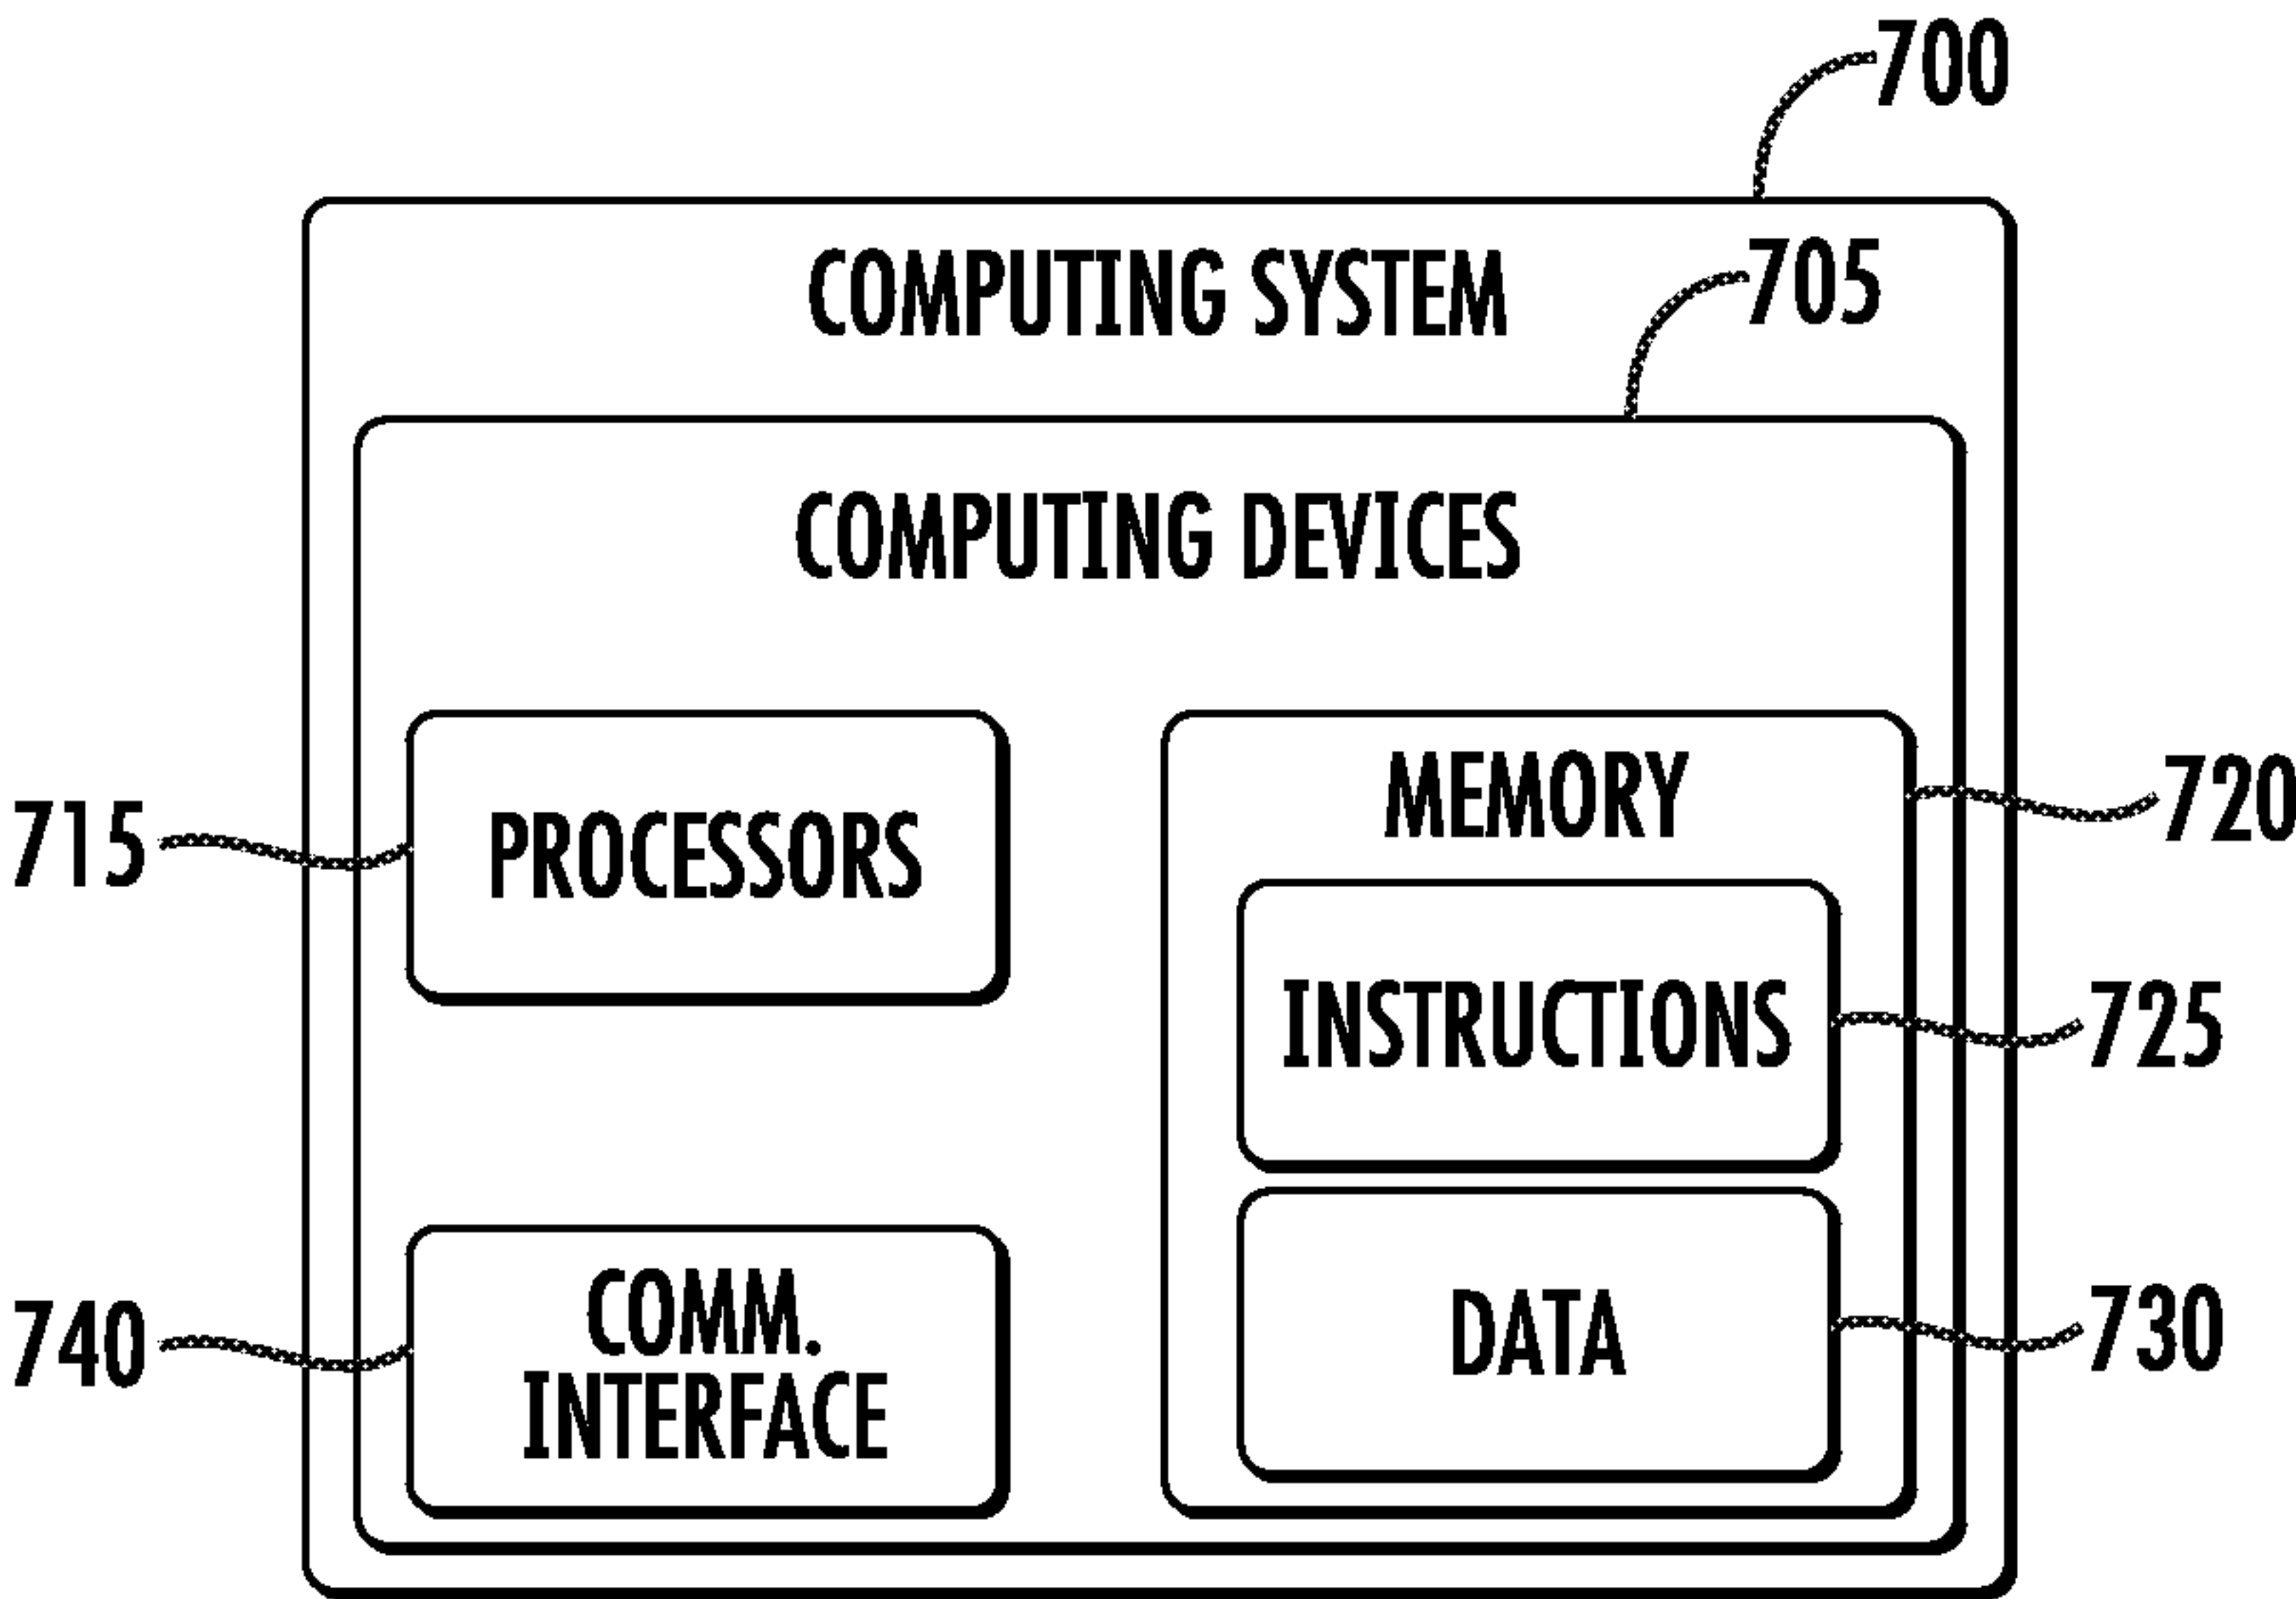 700
COMPUTING SYSTEM
705
COMPUTING DEVICES
715
PROCESSORS
MEMORY
720
INSTRUCTIONS
725
740
COMM.
INTERFACE
DATA
730